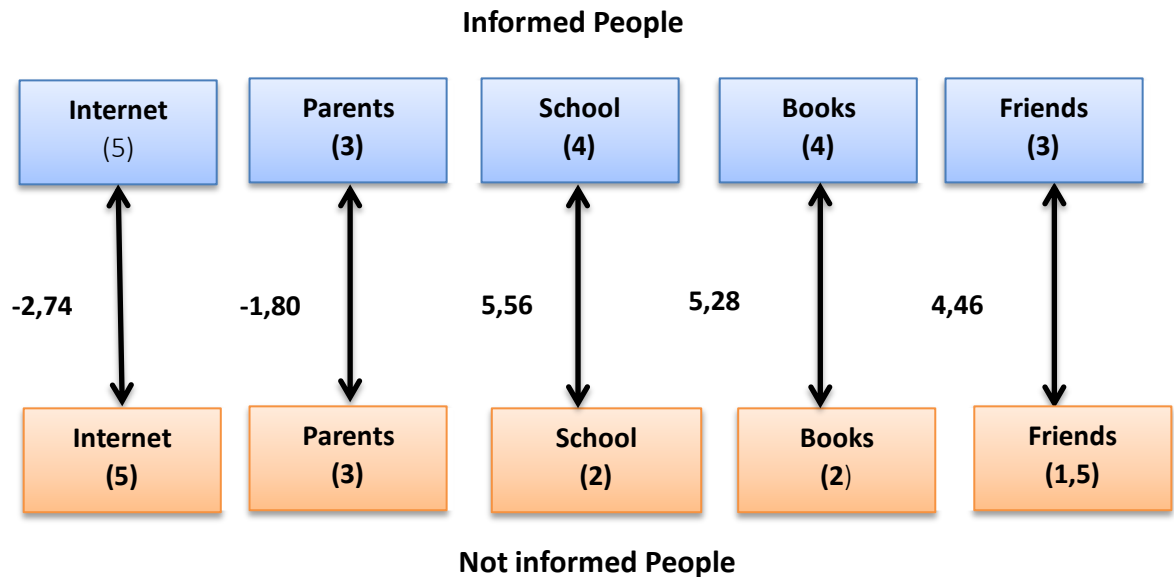 Informed People
Internet
(5)
Parents
(3)
School
(4)
Books
(4)
Friends
(3)
-2,74
-1,80
5,56
5,28
4,46
Internet
(5)
Parents
(3)
School
(2)
Books
(2)
Friends
(1,5)
Not informed People